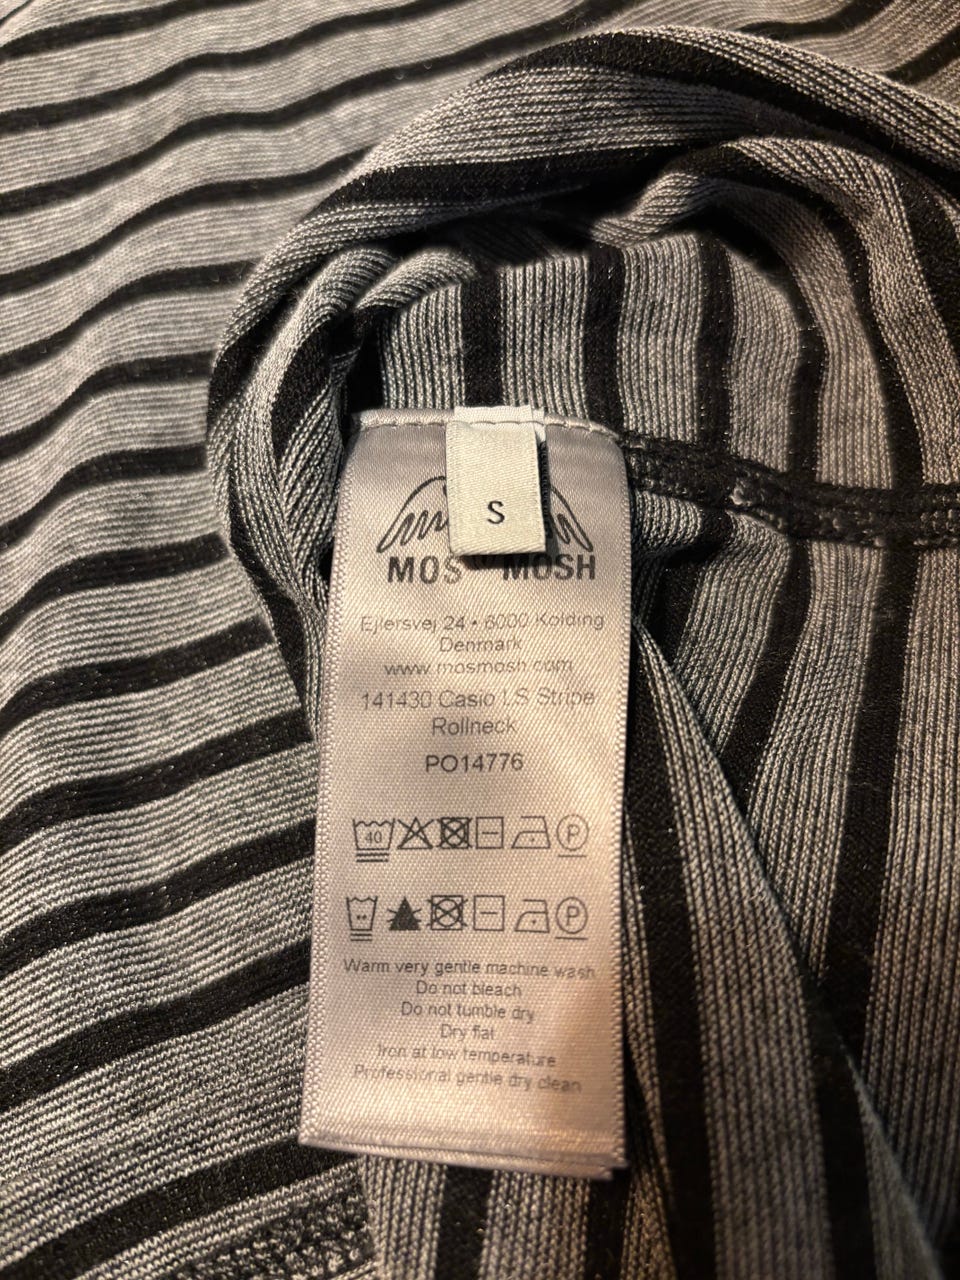 S
MOS MOSH
Ejlersvej 24 • 6000 Kolding
Denmark
www.mosmosh.com
141430 Casio LS Stripe
Rollneck
PO14776
40 P
P
Warm very gentle machine wash
Do not bleach
Do not tumble dry
Dry flat
Iron at low temperature
Professional gentle dry clean